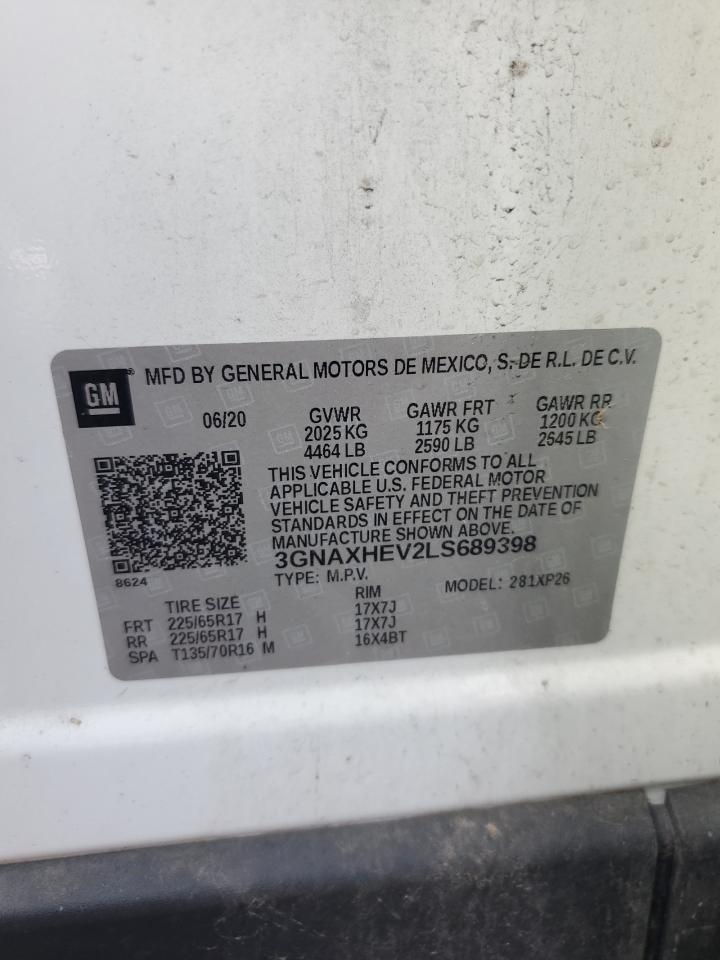 GM ® MFD BY GENERAL MOTORS DE MEXICO, S. DE R.L. DE C.V.
06/20 GVWR GAWR FRT GAWR RR
2025 KG 1175 KG 1200 KG
4464 LB 2590 LB 2645 LB
THIS VEHICLE CONFORMS TO ALL
APPLICABLE U.S. FEDERAL MOTOR
VEHICLE SAFETY AND THEFT PREVENTION
STANDARDS IN EFFECT ON THE DATE OF
MANUFACTURE SHOWN ABOVE.
3GNAXHEV2LS689398
8624 TYPE: M.P.V. MODEL: 281XP26
TIRE SIZE RIM
FRT 225/65R17 H 17X7J
RR 225/65R17 H 17X7J
SPA T135/70R16 M 16X4BT